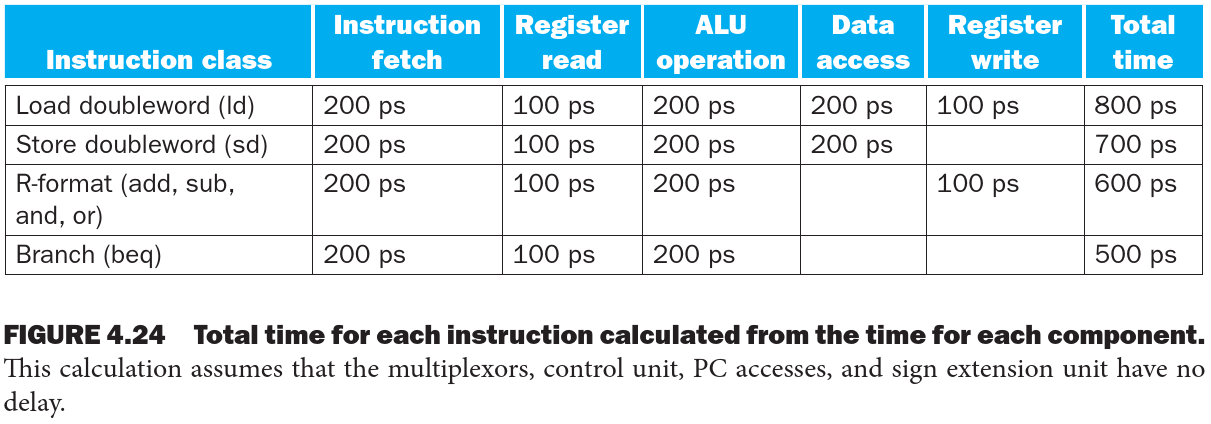 Instruction class Instruction fetch Register read ALU operation Data access Register write Total time
Load doubleword (ld) 200 ps 100 ps 200 ps 200 ps 100 ps 800 ps
Store doubleword (sd) 200 ps 100 ps 200 ps 200 ps 700 ps
R-format (add, sub, and, or) 200 ps 100 ps 200 ps 100 ps 600 ps
Branch (beq) 200 ps 100 ps 200 ps 500 ps
FIGURE 4.24 Total time for each instruction calculated from the time for each component.
This calculation assumes that the multiplexors, control unit, PC accesses, and sign extension unit have no
delay.